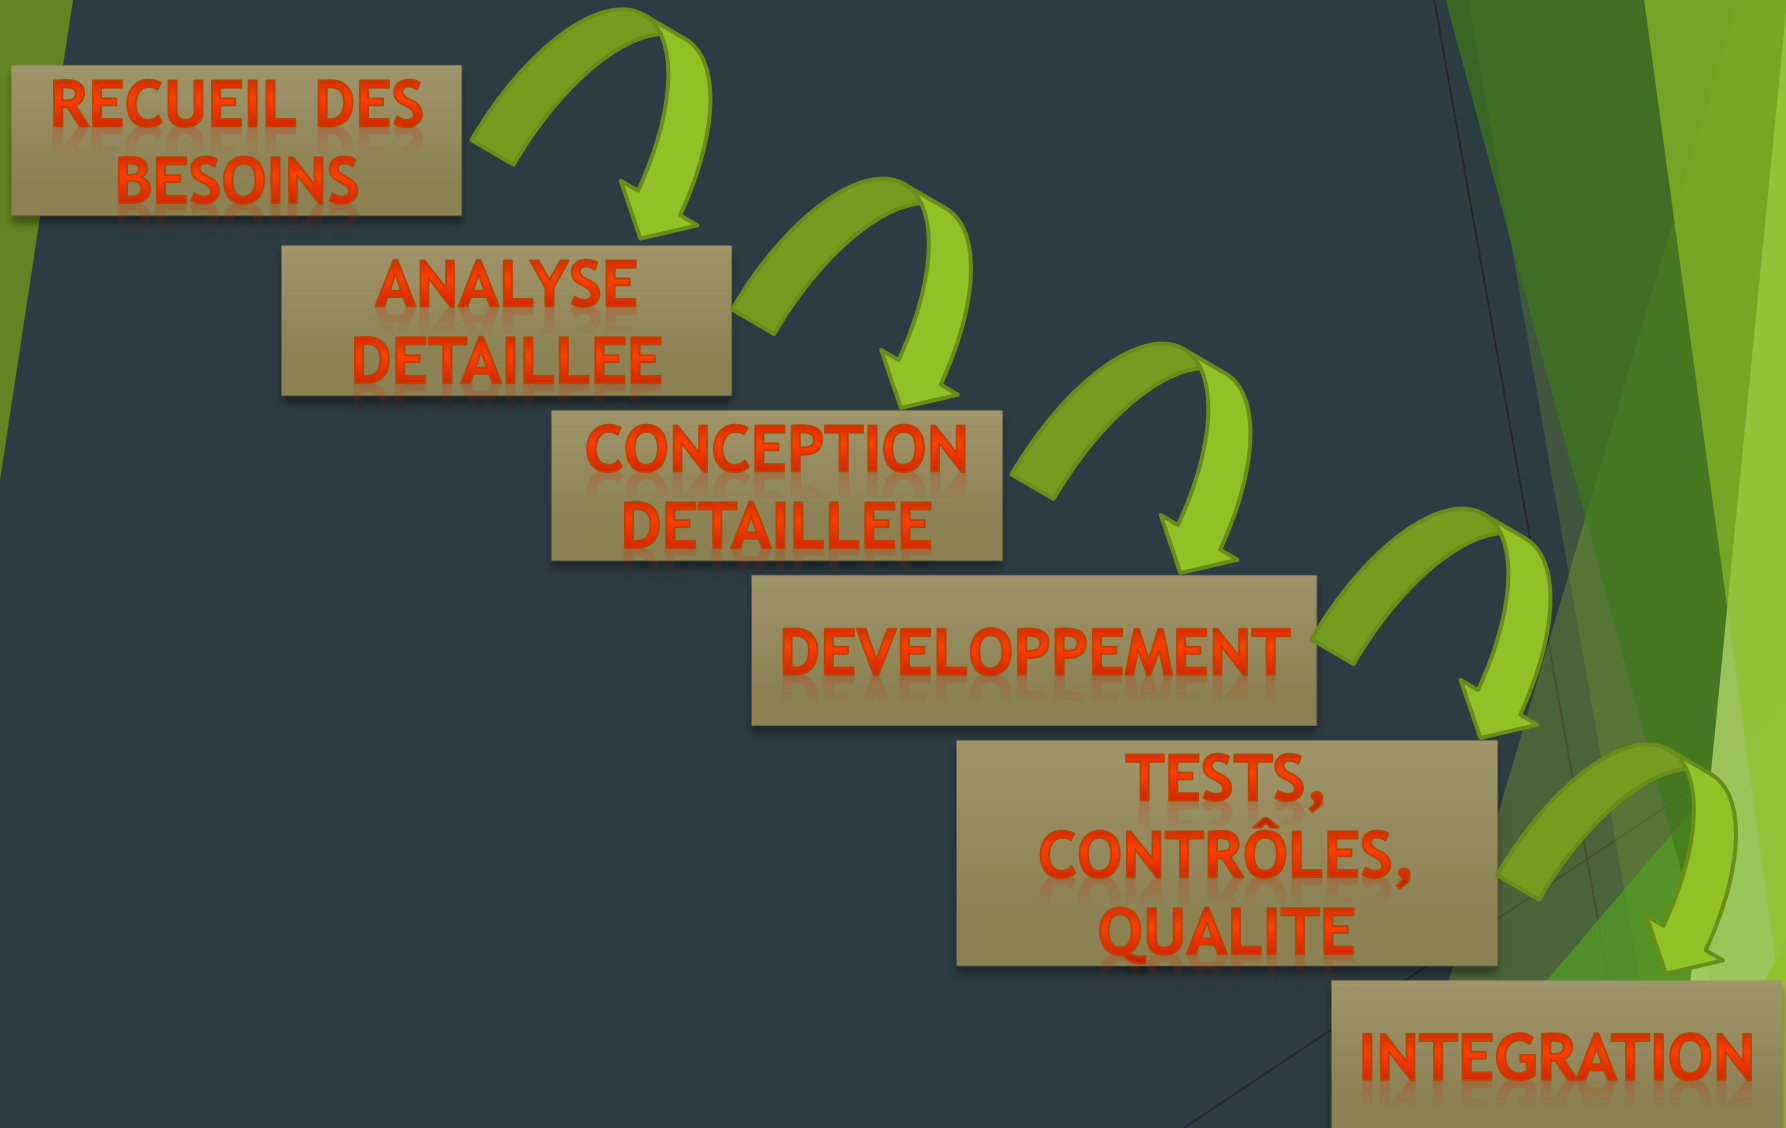 RECUEIL DES
BESOINS
ANALYSE
DETAILLEE
CONCEPTION
DETAILLEE
DEVELOPPEMENT
TESTS,
CONTRÔLES,
QUALITE
INTEGRATION